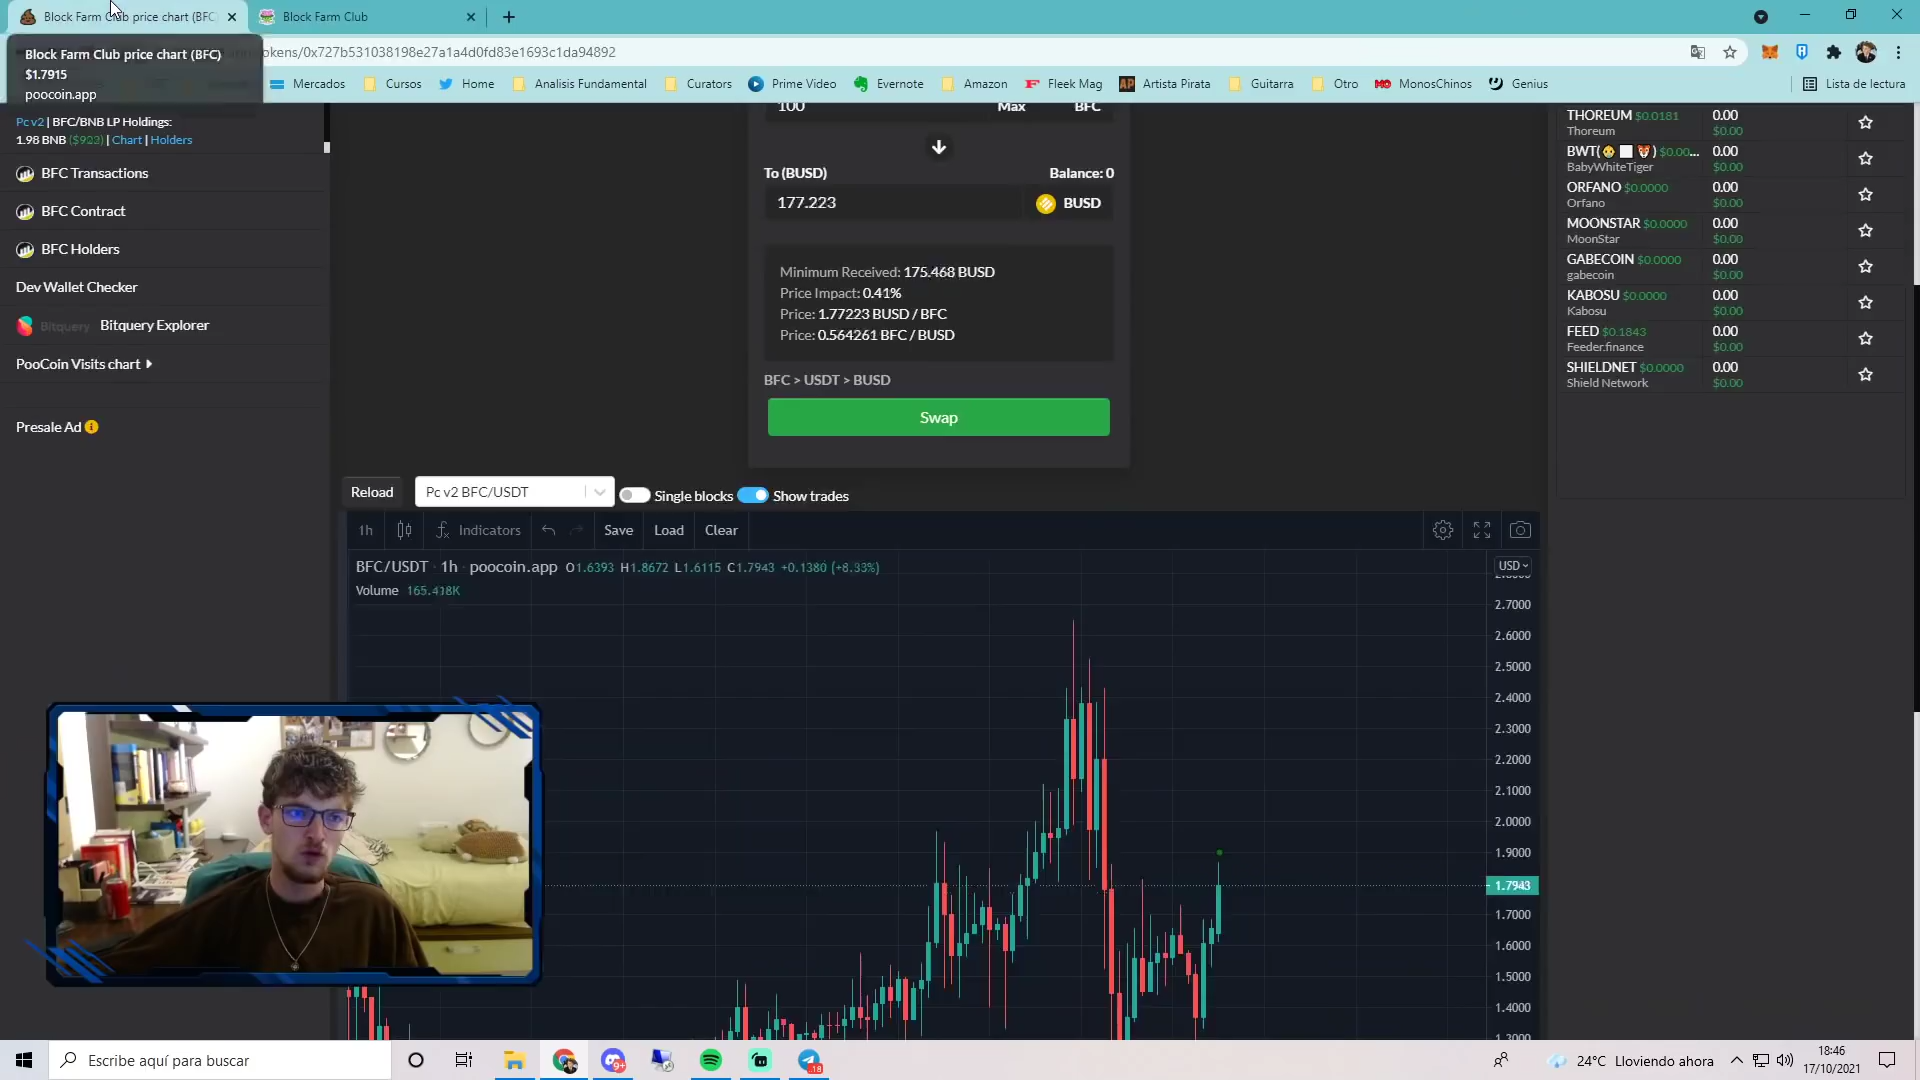 Block Farm Club price chart (BFC)
Block Farm Club
Block Farm Club price chart (BFC)
$1.7915
poocoin.app
okens/0x727b531038198e27a1a4d0fd83e1693c1da94892
Mercados
Cursos
Home
Analisis Fundamental
Curators
Prime Video
Evernote
Amazon
Fleek Mag
Artista Pirata
Guitarra
Otro
MonosChinos
Genius
Lista de lectura
Pc v2 | BFC/BNB LP Holdings:
1.98 BNB ($923) | Chart | Holders
BFC Transactions
BFC Contract
BFC Holders
Dev Wallet Checker
Bitquery Bitquery Explorer
PooCoin Visits chart
Presale Ad
100
Max
BFC
To (BUSD)
Balance: 0
177.223
BUSD
Minimum Received: 175.468 BUSD
Price Impact: 0.41%
Price: 1.77223 BUSD / BFC
Price: 0.564261 BFC / BUSD
BFC > USDT > BUSD
Swap
Reload
Pc v2 BFC/USDT
Single blocks
Show trades
1h
Indicators
Save
Load
Clear
BFC/USDT · 1h · poocoin.app O1.6393 H1.8672 L1.6115 C1.7943 +0.1380 (+8.33%)
Volume 165.418K
USD
2.7000
2.6000
2.5000
2.4000
2.3000
2.2000
2.1000
2.0000
1.9000
1.7943
1.7000
1.6000
1.5000
1.4000
1.3000
THOREUM $0.0181 0.00
Thoreum $0.00
BWT( ) $0.00... 0.00
BabyWhiteTiger $0.00
ORFANO $0.0000 0.00
Orfano $0.00
MOONSTAR $0.0000 0.00
MoonStar $0.00
GABECOIN $0.0000 0.00
gabecoin $0.00
KABOSU $0.0000 0.00
Kabosu $0.00
FEED $0.1843 0.00
Feeder.finance $0.00
SHIELDNET $0.0000 0.00
Shield Network $0.00
Escribe aquí para buscar
9+
18
24°C Lloviendo ahora
18:46
17/10/2021